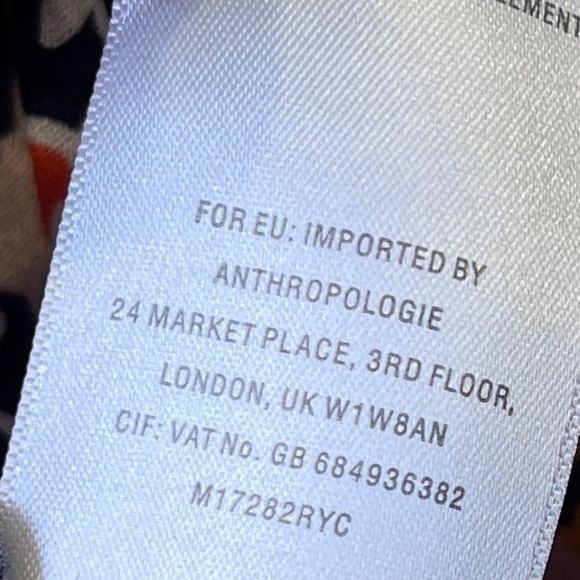 FOR EU: IMPORTED BY
ANTHROPOLOGIE
24 MARKET PLACE, 3RD FLOOR,
LONDON, UK W1W8AN
CIF: VAT No. GB 684936382
M17282RYC